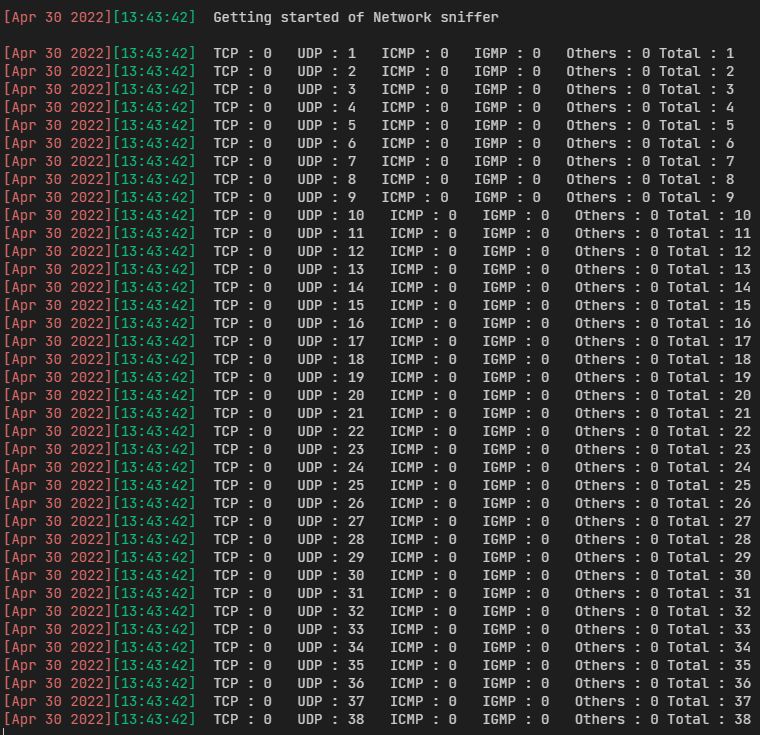 [Apr 30 2022][13:43:42]  Getting started of Network sniffer
[Apr 30 2022][13:43:42]  TCP : 0   UDP : 1   ICMP : 0   IGMP : 0   Others : 0 Total : 1
[Apr 30 2022][13:43:42]  TCP : 0   UDP : 2   ICMP : 0   IGMP : 0   Others : 0 Total : 2
[Apr 30 2022][13:43:42]  TCP : 0   UDP : 3   ICMP : 0   IGMP : 0   Others : 0 Total : 3
[Apr 30 2022][13:43:42]  TCP : 0   UDP : 4   ICMP : 0   IGMP : 0   Others : 0 Total : 4
[Apr 30 2022][13:43:42]  TCP : 0   UDP : 5   ICMP : 0   IGMP : 0   Others : 0 Total : 5
[Apr 30 2022][13:43:42]  TCP : 0   UDP : 6   ICMP : 0   IGMP : 0   Others : 0 Total : 6
[Apr 30 2022][13:43:42]  TCP : 0   UDP : 7   ICMP : 0   IGMP : 0   Others : 0 Total : 7
[Apr 30 2022][13:43:42]  TCP : 0   UDP : 8   ICMP : 0   IGMP : 0   Others : 0 Total : 8
[Apr 30 2022][13:43:42]  TCP : 0   UDP : 9   ICMP : 0   IGMP : 0   Others : 0 Total : 9
[Apr 30 2022][13:43:42]  TCP : 0   UDP : 10   ICMP : 0   IGMP : 0   Others : 0 Total : 10
[Apr 30 2022][13:43:42]  TCP : 0   UDP : 11   ICMP : 0   IGMP : 0   Others : 0 Total : 11
[Apr 30 2022][13:43:42]  TCP : 0   UDP : 12   ICMP : 0   IGMP : 0   Others : 0 Total : 12
[Apr 30 2022][13:43:42]  TCP : 0   UDP : 13   ICMP : 0   IGMP : 0   Others : 0 Total : 13
[Apr 30 2022][13:43:42]  TCP : 0   UDP : 14   ICMP : 0   IGMP : 0   Others : 0 Total : 14
[Apr 30 2022][13:43:42]  TCP : 0   UDP : 15   ICMP : 0   IGMP : 0   Others : 0 Total : 15
[Apr 30 2022][13:43:42]  TCP : 0   UDP : 16   ICMP : 0   IGMP : 0   Others : 0 Total : 16
[Apr 30 2022][13:43:42]  TCP : 0   UDP : 17   ICMP : 0   IGMP : 0   Others : 0 Total : 17
[Apr 30 2022][13:43:42]  TCP : 0   UDP : 18   ICMP : 0   IGMP : 0   Others : 0 Total : 18
[Apr 30 2022][13:43:42]  TCP : 0   UDP : 19   ICMP : 0   IGMP : 0   Others : 0 Total : 19
[Apr 30 2022][13:43:42]  TCP : 0   UDP : 20   ICMP : 0   IGMP : 0   Others : 0 Total : 20
[Apr 30 2022][13:43:42]  TCP : 0   UDP : 21   ICMP : 0   IGMP : 0   Others : 0 Total : 21
[Apr 30 2022][13:43:42]  TCP : 0   UDP : 22   ICMP : 0   IGMP : 0   Others : 0 Total : 22
[Apr 30 2022][13:43:42]  TCP : 0   UDP : 23   ICMP : 0   IGMP : 0   Others : 0 Total : 23
[Apr 30 2022][13:43:42]  TCP : 0   UDP : 24   ICMP : 0   IGMP : 0   Others : 0 Total : 24
[Apr 30 2022][13:43:42]  TCP : 0   UDP : 25   ICMP : 0   IGMP : 0   Others : 0 Total : 25
[Apr 30 2022][13:43:42]  TCP : 0   UDP : 26   ICMP : 0   IGMP : 0   Others : 0 Total : 26
[Apr 30 2022][13:43:42]  TCP : 0   UDP : 27   ICMP : 0   IGMP : 0   Others : 0 Total : 27
[Apr 30 2022][13:43:42]  TCP : 0   UDP : 28   ICMP : 0   IGMP : 0   Others : 0 Total : 28
[Apr 30 2022][13:43:42]  TCP : 0   UDP : 29   ICMP : 0   IGMP : 0   Others : 0 Total : 29
[Apr 30 2022][13:43:42]  TCP : 0   UDP : 30   ICMP : 0   IGMP : 0   Others : 0 Total : 30
[Apr 30 2022][13:43:42]  TCP : 0   UDP : 31   ICMP : 0   IGMP : 0   Others : 0 Total : 31
[Apr 30 2022][13:43:42]  TCP : 0   UDP : 32   ICMP : 0   IGMP : 0   Others : 0 Total : 32
[Apr 30 2022][13:43:42]  TCP : 0   UDP : 33   ICMP : 0   IGMP : 0   Others : 0 Total : 33
[Apr 30 2022][13:43:42]  TCP : 0   UDP : 34   ICMP : 0   IGMP : 0   Others : 0 Total : 34
[Apr 30 2022][13:43:42]  TCP : 0   UDP : 35   ICMP : 0   IGMP : 0   Others : 0 Total : 35
[Apr 30 2022][13:43:42]  TCP : 0   UDP : 36   ICMP : 0   IGMP : 0   Others : 0 Total : 36
[Apr 30 2022][13:43:42]  TCP : 0   UDP : 37   ICMP : 0   IGMP : 0   Others : 0 Total : 37
[Apr 30 2022][13:43:42]  TCP : 0   UDP : 38   ICMP : 0   IGMP : 0   Others : 0 Total : 38